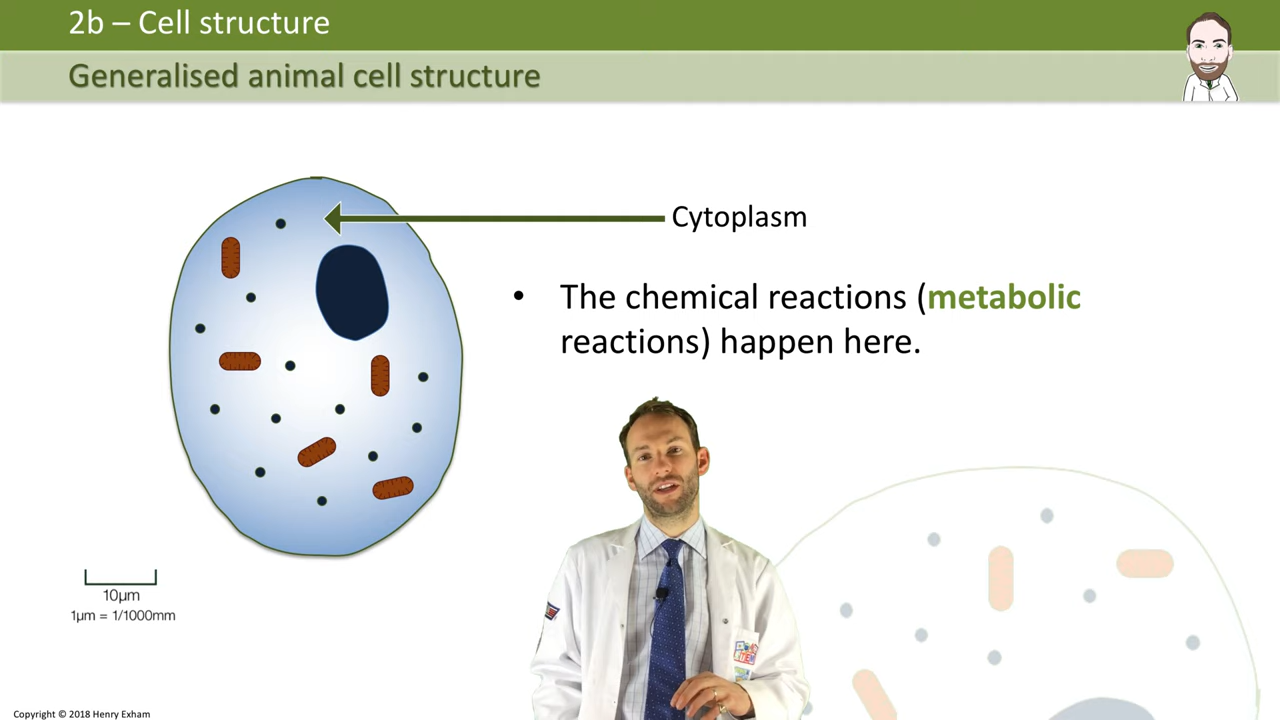 2b – Cell structure
Generalised animal cell structure
Cytoplasm
• The chemical reactions (metabolic
reactions) happen here.
10µm
1µm = 1/1000mm
Copyright © 2018 Henry Exham